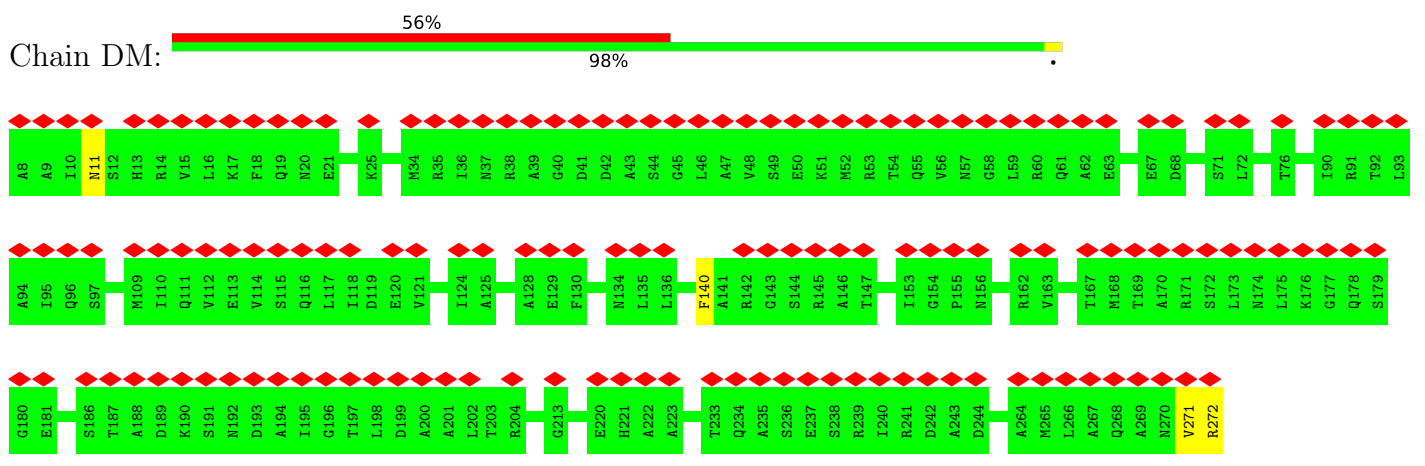 56%
Chain DM:
98%
.
A8 A9 I10 N11 S12 H13 R14 V15 L16 K17 F18 Q19 N20 E21 K25 M34 R35 I36 N37 R38 A39 G40 D41 D42 A43 S44 G45 L46 A47 V48 S49 E50 K51 M52 R53 T54 Q55 V56 N57 G58 L59 R60 Q61 A62 E63 E67 D68 S71 L72 T76 I90 R91 T92 L93
A94 I95 Q96 S97 M109 I110 Q111 V112 E113 V114 S115 Q116 L117 I118 D119 E120 V121 I124 A125 A128 E129 F130 N134 L135 L136 F140 A141 R142 G143 S144 R145 A146 T147 I153 G154 P155 N156 R162 V163 T167 M168 T169 A170 R171 S172 L173 N174 L175 K176 G177 Q178 S179
G180 E181 S186 T187 A188 D189 K190 S191 N192 D193 A194 I195 G196 T197 L198 D199 A200 A201 L202 T203 R204 G213 E220 H221 A222 A223 T233 Q234 A235 S236 E237 S238 R239 I240 R241 D242 A243 D244 A264 M265 L266 A267 Q268 A269 N270 V271 R272